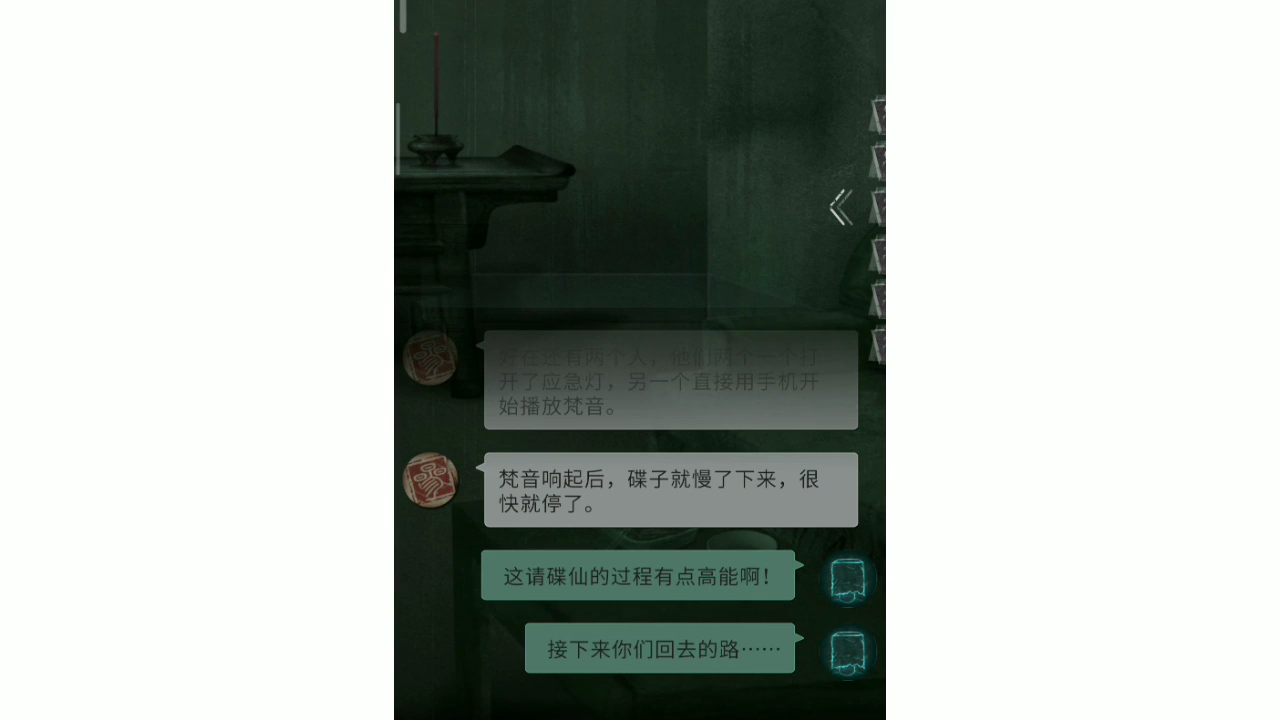 好在还有两个人，他们两个一个打
开了应急灯，另一个直接用手机开
始播放梵音。
梵音响起后，碟子就慢了下来，很
快就停了。
这请碟仙的过程有点高能啊！
接下来你们回去的路……